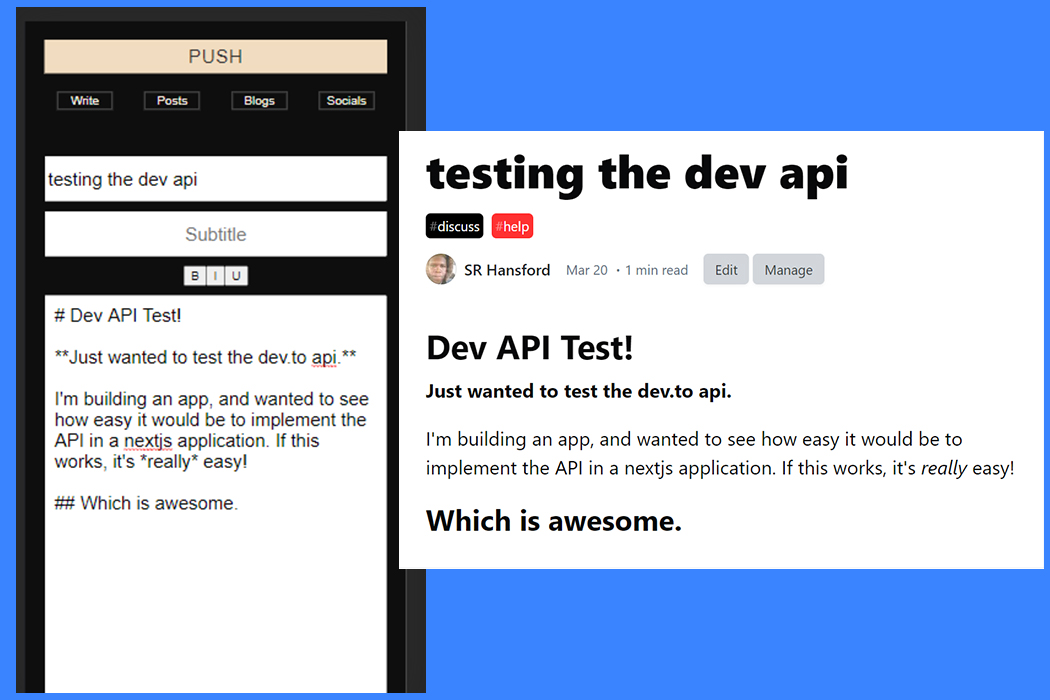 PUSH
Write Posts Blogs Socials
testing the dev api
Subtitle
B I U
# Dev API Test!
**Just wanted to test the dev.to api.**
I'm building an app, and wanted to see
how easy it would be to implement the
API in a nextjs application. If this
works, it's *really* easy!
## Which is awesome.
testing the dev api
#discuss #help
SR Hansford Mar 20 • 1 min read Edit Manage
Dev API Test!
Just wanted to test the dev.to api.
I'm building an app, and wanted to see how easy it would be to
implement the API in a nextjs application. If this works, it's really easy!
Which is awesome.